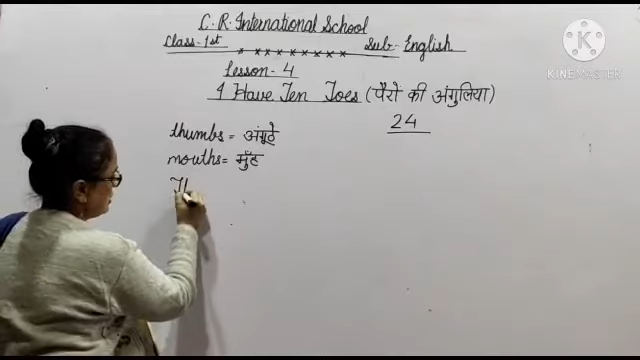 C.R. International School
Class-1st Sub-English
Lesson-4
I Have Ten Toes (पैरो की अंगुलिया)
24
thumbs = अंगूठे
mouths = मुँह
KINEMASTER